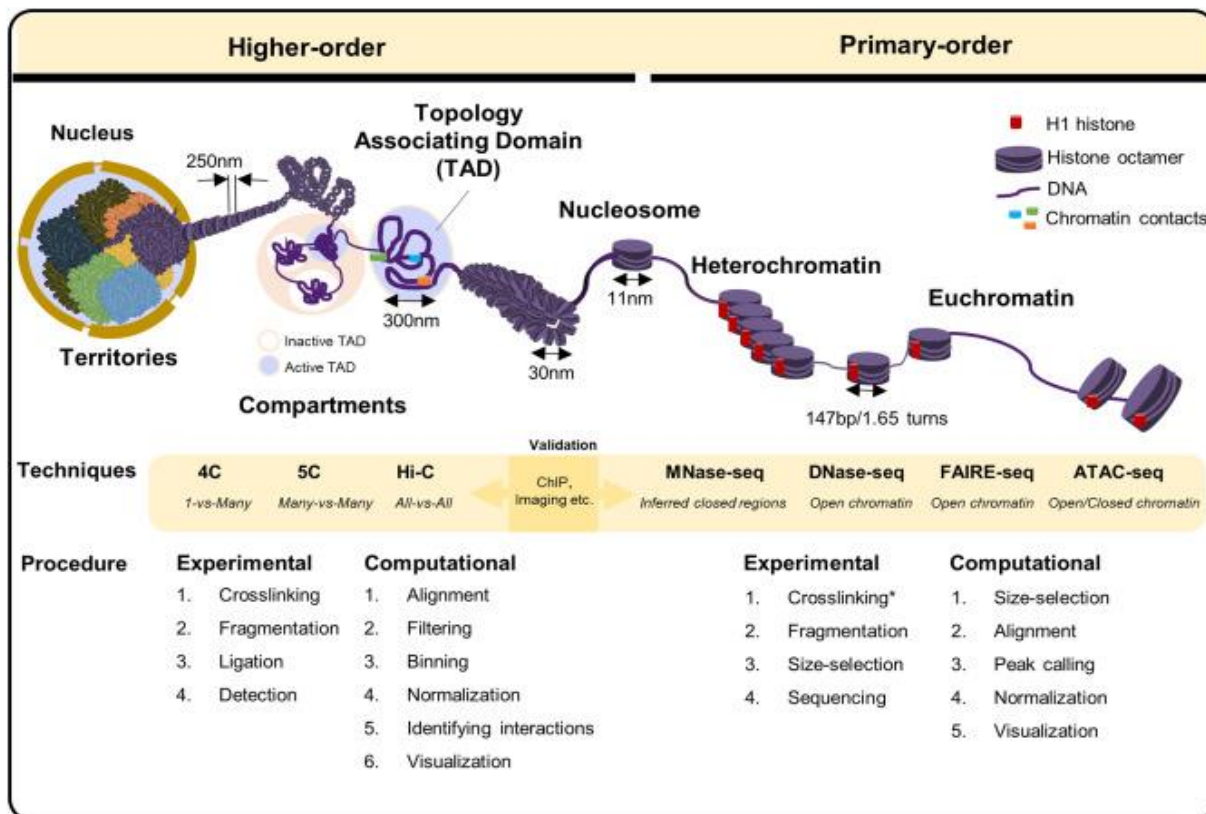 Higher-order
Primary-order
Nucleus
250nm
Topology
Associating Domain
(TAD)
H1 histone
Histone octamer
DNA
Chromatin contacts
Nucleosome
Heterochromatin
Euchromatin
11nm
300nm
30nm
Inactive TAD
Active TAD
Territories
Compartments
147bp/1.65 turns
Validation
Techniques
4C
5C
Hi-C
ChIP,
Imaging etc.
MNase-seq
DNase-seq
FAIRE-seq
ATAC-seq
1-vs-Many
Many-vs-Many
All-vs-All
Inferred closed regions
Open chromatin
Open chromatin
Open/Closed chromatin
Procedure
Experimental
1. Crosslinking
2. Fragmentation
3. Ligation
4. Detection
Computational
1. Alignment
2. Filtering
3. Binning
4. Normalization
5. Identifying interactions
6. Visualization
Experimental
1. Crosslinking*
2. Fragmentation
3. Size-selection
4. Sequencing
Computational
1. Size-selection
2. Alignment
3. Peak calling
4. Normalization
5. Visualization